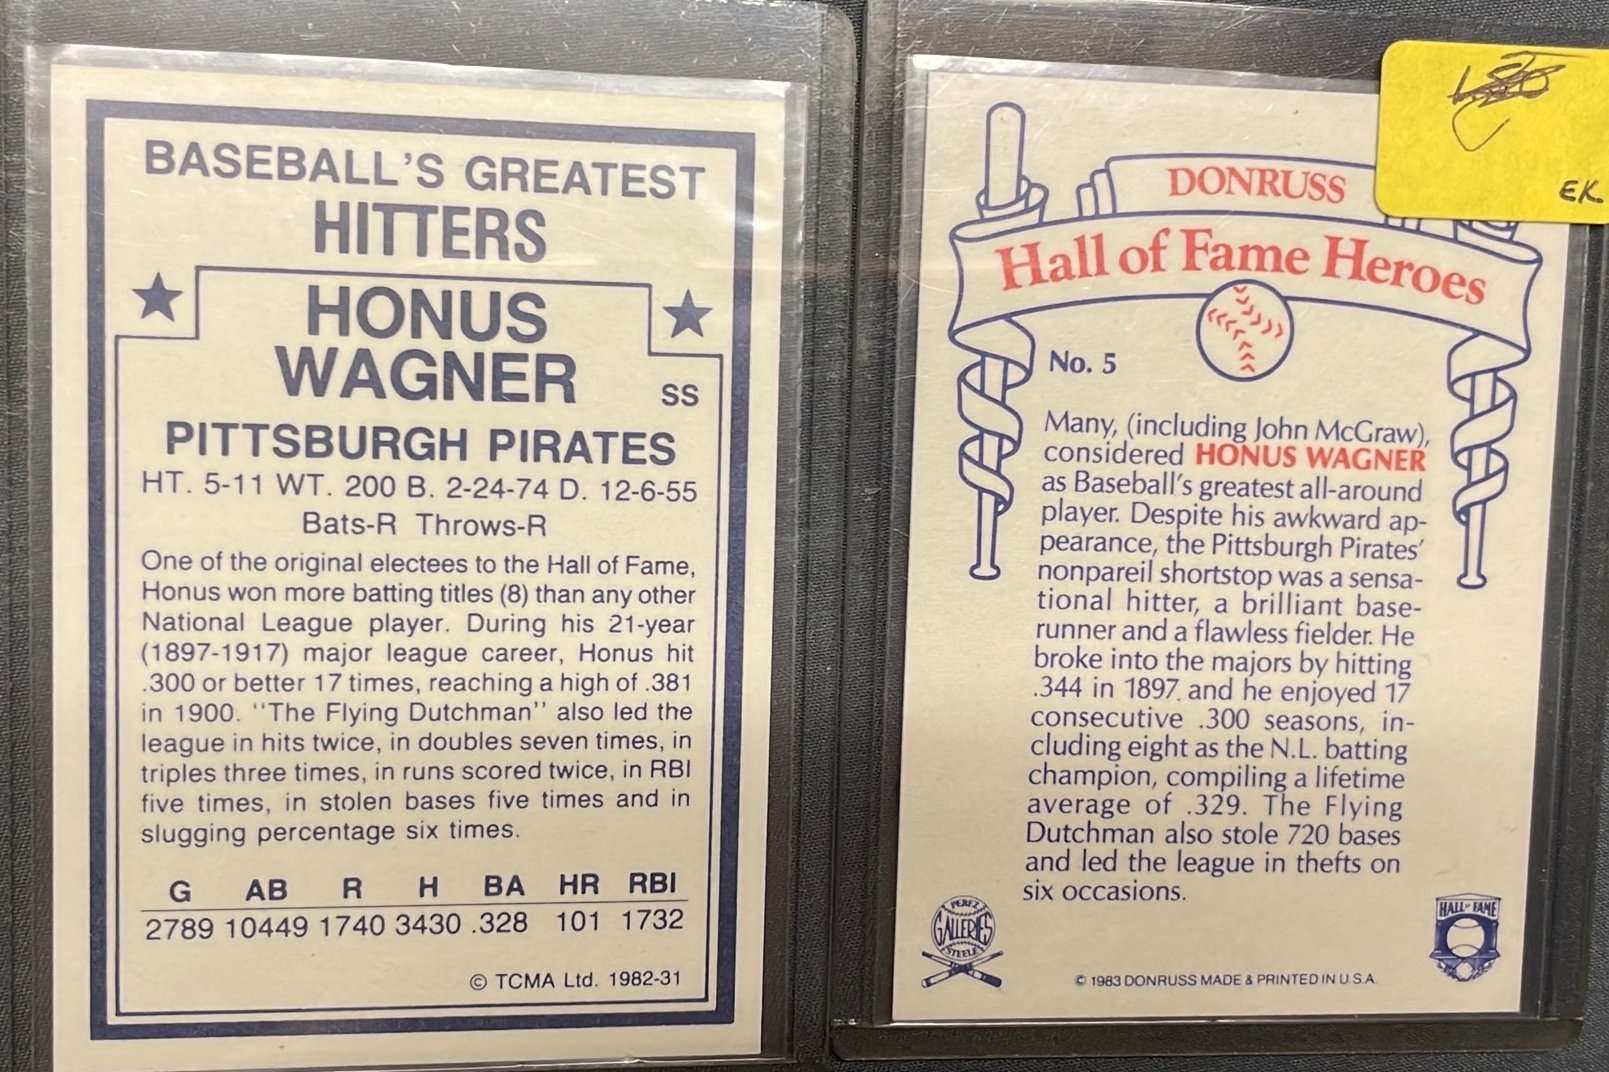 BASEBALL'S GREATEST
HITTERS
HONUS
WAGNER
SS
PITTSBURGH PIRATES
HT. 5-11 WT. 200 B. 2-24-74 D. 12-6-55
Bats-R Throws-R
One of the original electees to the Hall of Fame,
Honus won more batting titles (8) than any other
National League player. During his 21-year
(1897-1917) major league career, Honus hit
.300 or better 17 times, reaching a high of .381
in 1900. ''The Flying Dutchman'' also led the
league in hits twice, in doubles seven times, in
triples three times, in runs scored twice, in RBI
five times, in stolen bases five times and in
slugging percentage six times.
G AB R H BA HR RBI
2789 10449 1740 3430 .328 101 1732
© TCMA Ltd. 1982-31
EK.
DONRUSS
Hall of Fame Heroes
No. 5
Many, (including John McGraw),
considered HONUS WAGNER
as Baseball's greatest all-around
player. Despite his awkward ap-
pearance, the Pittsburgh Pirates'
nonpareil shortstop was a sensa-
tional hitter, a brilliant base-
runner and a flawless fielder. He
broke into the majors by hitting
.344 in 1897. and he enjoyed 17
consecutive .300 seasons, in-
cluding eight as the N.L. batting
champion, compiling a lifetime
average of .329. The Flying
Dutchman also stole 720 bases
and led the league in thefts on
six occasions.
PEREZ
GALLERIES
STEELE
HALL OF FAME
© 1983 DONRUSS MADE & PRINTED IN U.S.A.